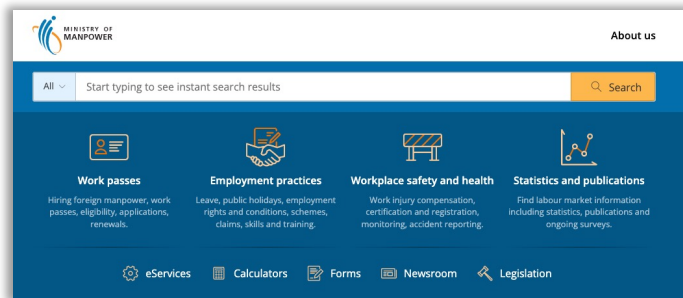 MINISTRY OF
MANPOWER
About us
All
Start typing to see instant search results
Search
Work passes
Hiring foreign manpower, work
passes, eligibility, applications,
renewals.
Employment practices
Leave, public holidays, employment
rights and conditions, schemes,
claims, skills and training.
Workplace safety and health
Work injury compensation,
certification and registration,
monitoring, accident reporting.
Statistics and publications
Find labour market information
including statistics, publications and
ongoing surveys.
eServices
Calculators
Forms
Newsroom
Legislation